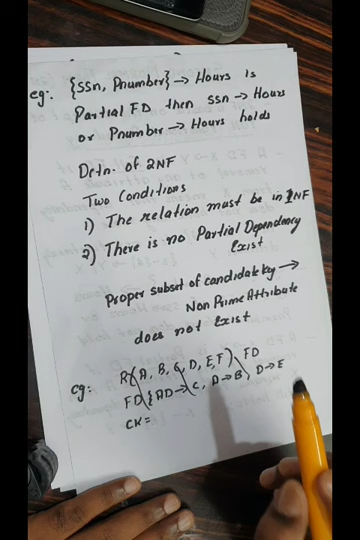 eg:. {ssn, Pnumber} → Hours is
Partial FD then ssn → Hours
or Pnumber → Hours holds
Defn. of 2NF
Two Conditions
1) The relation must be in 1NF
2) There is no Partial Dependency
Exist
Proper subset of candidate key →
Non Prime Attribute
does not Exist
eg: R(A, B, C, D, E, F) FD
FD {AD → C, A → B, D → E
CK =